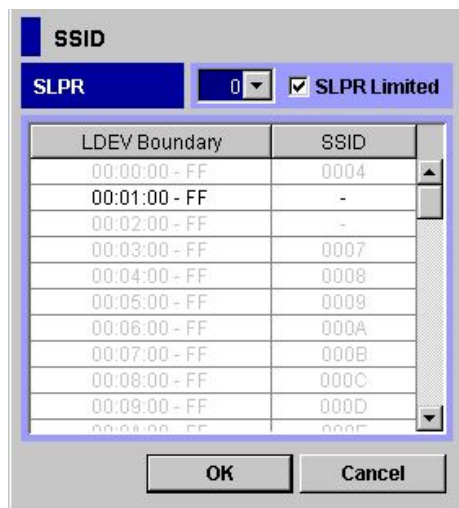 SSID
SLPR 0 SLPR Limited
LDEV Boundary SSID
00:00:00 - FF 0004
00:01:00 - FF -
00:02:00 - FF -
00:03:00 - FF 0007
00:04:00 - FF 0008
00:05:00 - FF 0009
00:06:00 - FF 000A
00:07:00 - FF 000B
00:08:00 - FF 000C
00:09:00 - FF 000D
OK Cancel